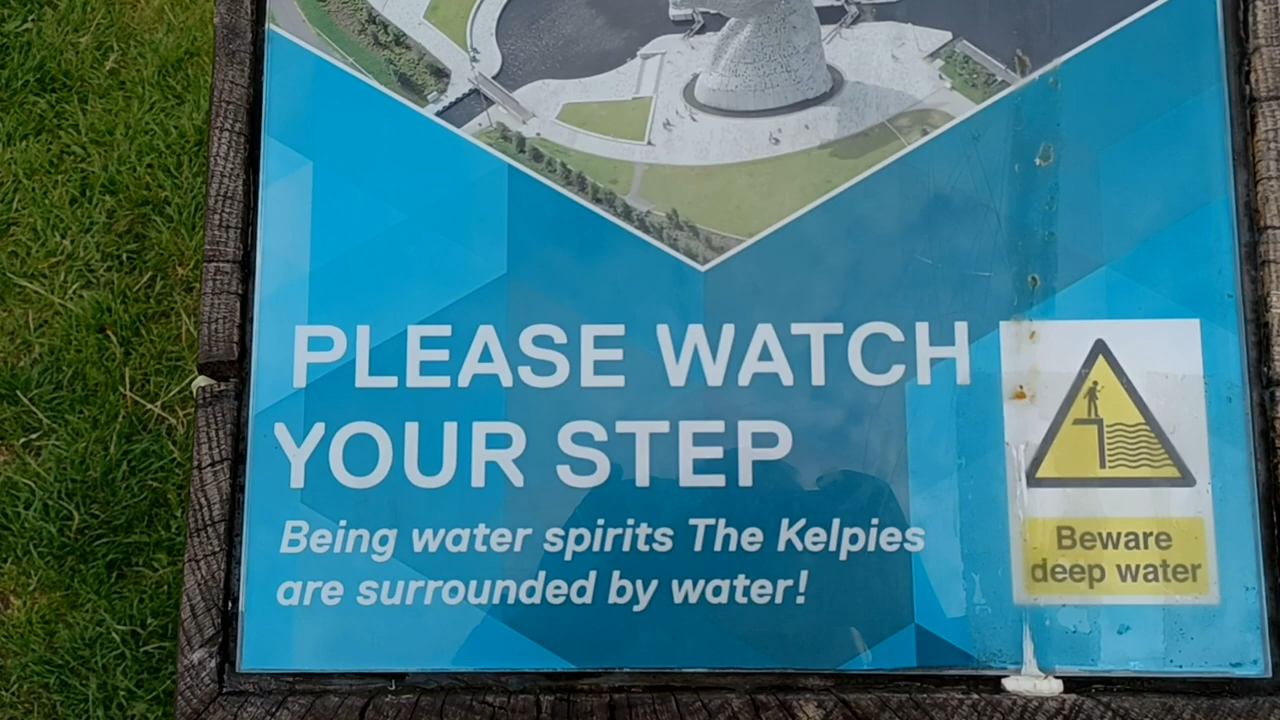 PLEASE WATCH
YOUR STEP
Being water spirits The Kelpies
are surrounded by water!
Beware
deep water